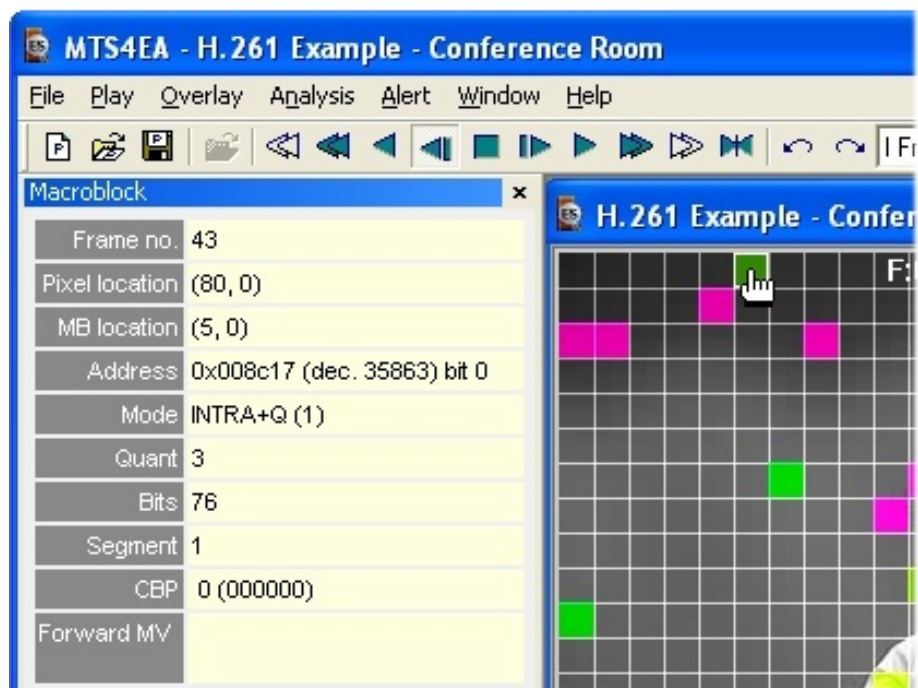 MTS4EA - H.261 Example - Conference Room
File Play Overlay Analysis Alert Window Help
Macroblock
Frame no. 43
Pixel location (80, 0)
MB location (5, 0)
Address 0x008c17 (dec. 35863) bit 0
Mode INTRA+Q (1)
Quant 3
Bits 76
Segment 1
CBP 0 (000000)
Forward MV
H.261 Example -
F: